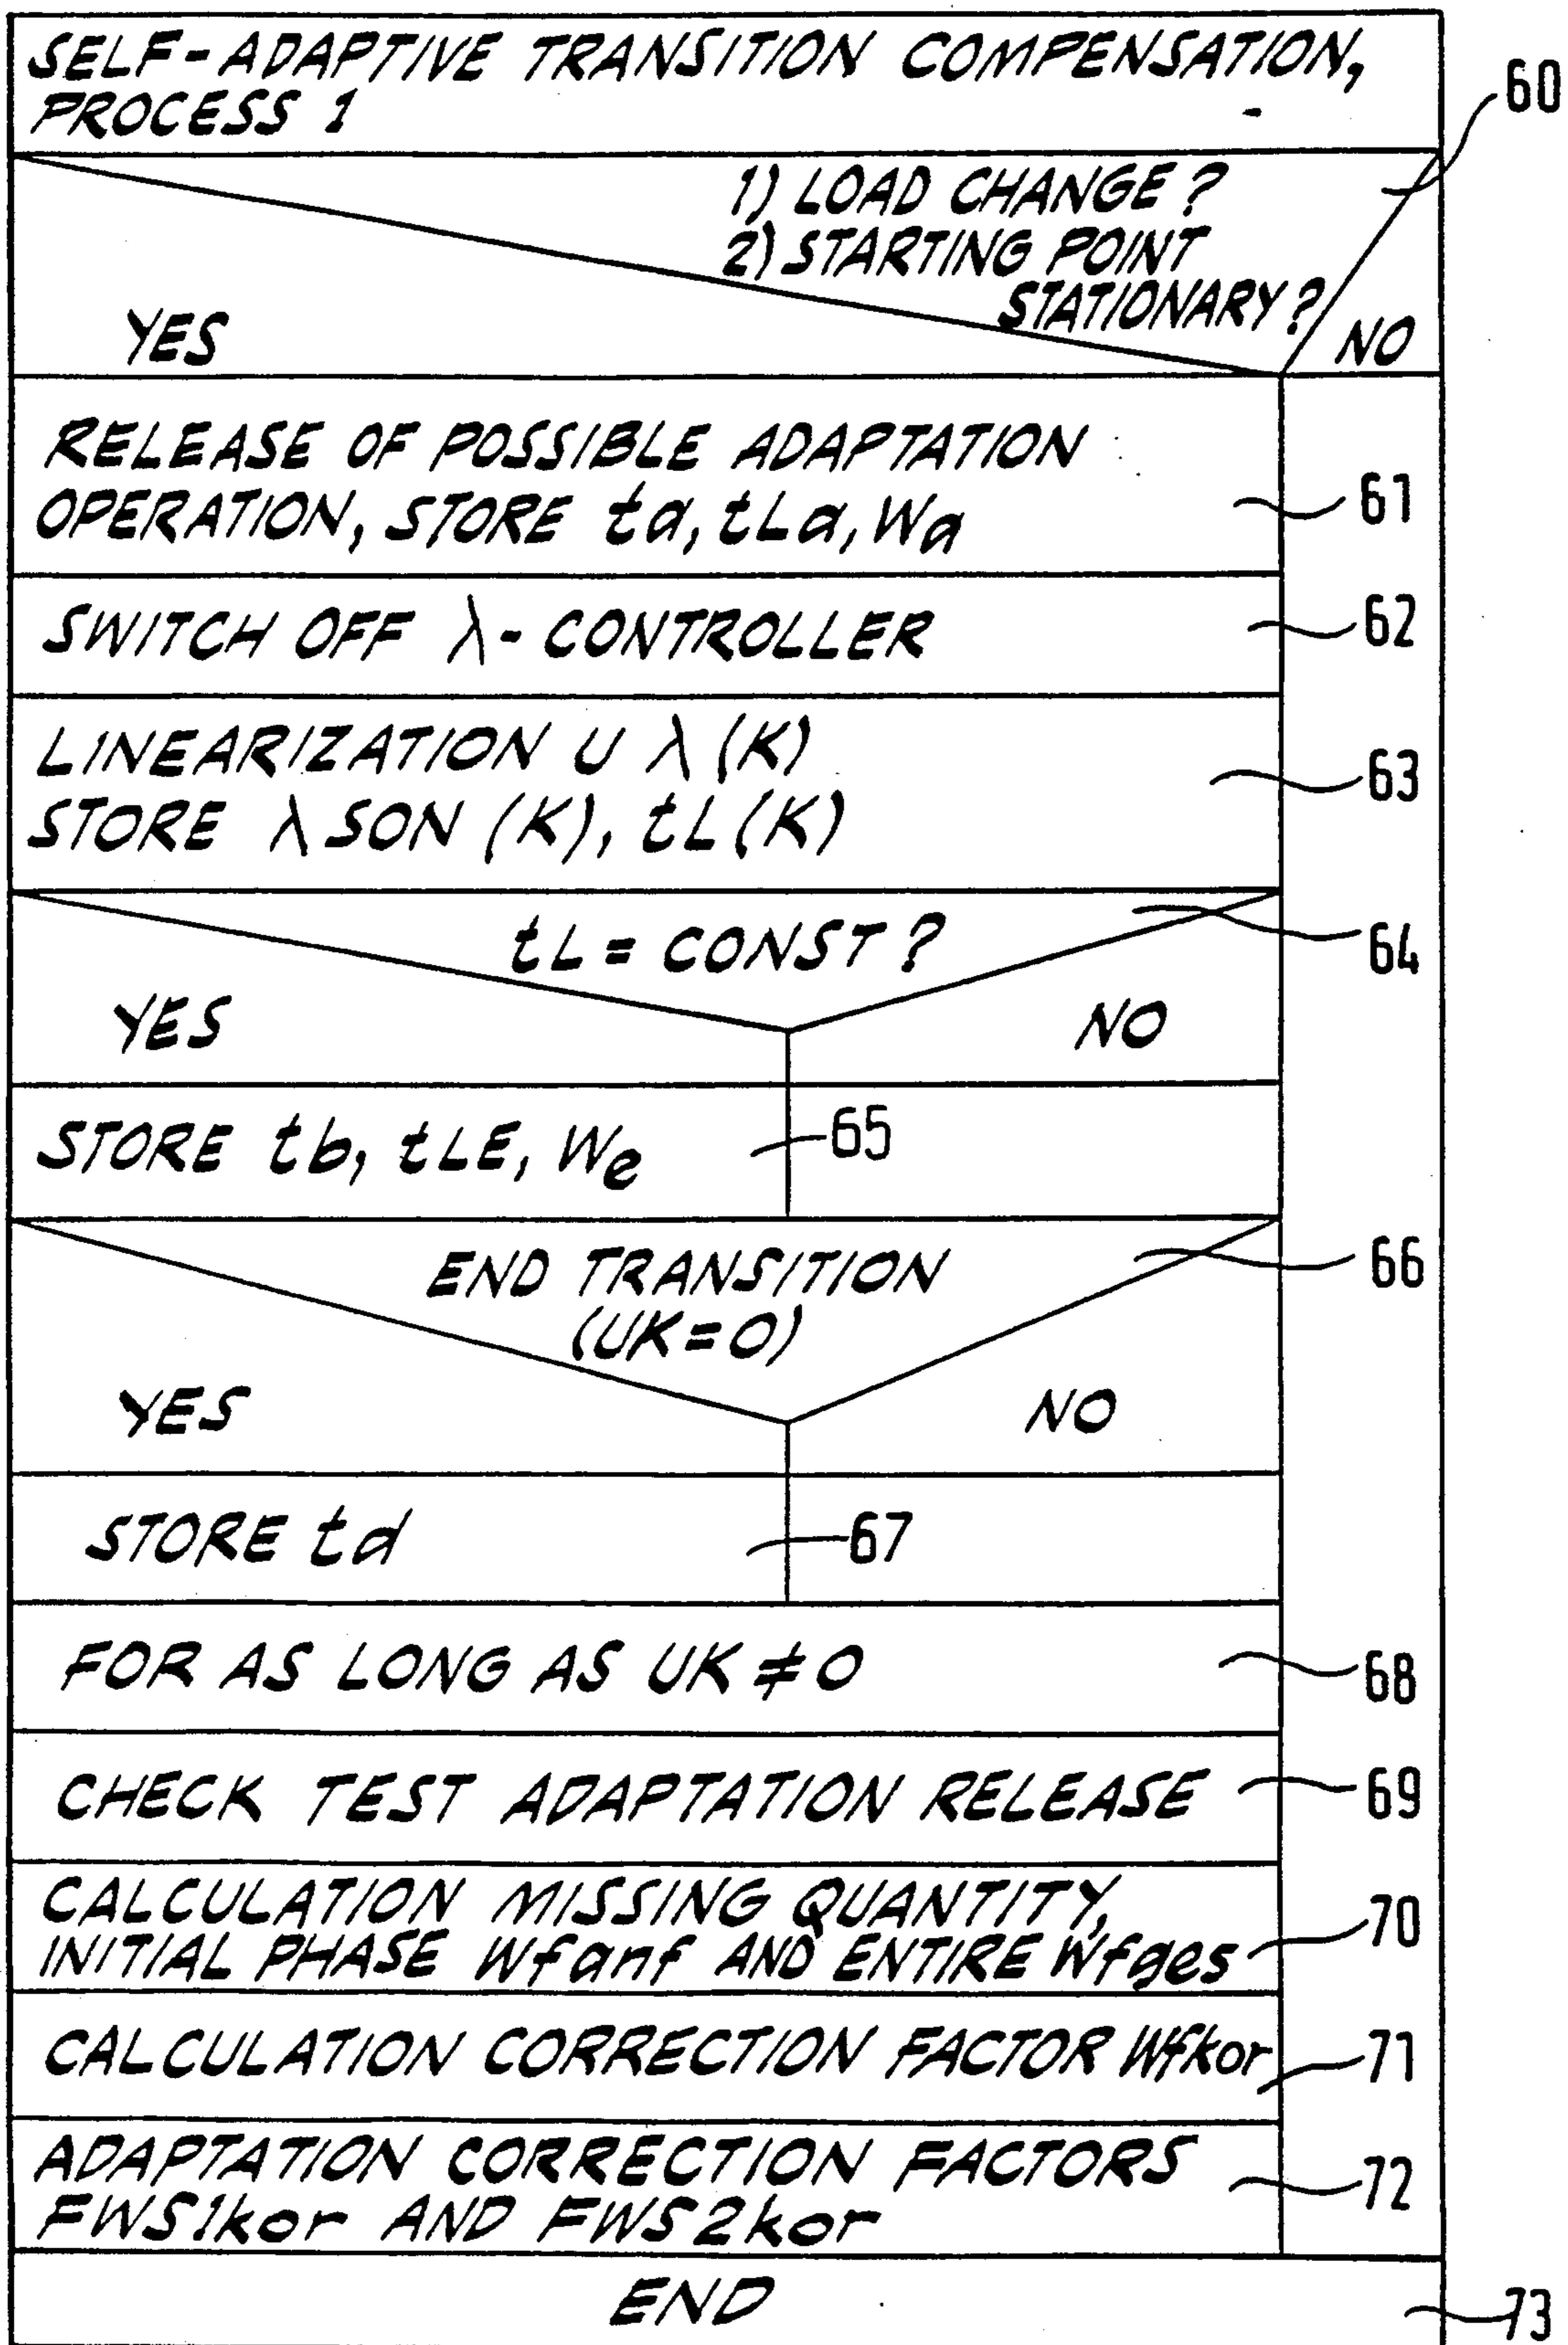 SELF-ADAPTIVE TRANSITION COMPENSATION,
PROCESS 1
60
1) LOAD CHANGE?
2) STARTING POINT
STATIONARY?
YES
NO
RELEASE OF POSSIBLE ADAPTATION
OPERATION, STORE ta, tLa, Wa
61
SWITCH OFF λ-CONTROLLER
62
LINEARIZATION U λ (K)
STORE λ SON (K), tL(K)
63
tL = CONST?
64
YES
NO
STORE tb, tLE, We
65
END TRANSITION
(UK=0)
66
YES
NO
STORE td
67
FOR AS LONG AS UK ≠ 0
68
CHECK TEST ADAPTATION RELEASE
69
CALCULATION MISSING QUANTITY,
INITIAL PHASE Wfanf AND ENTIRE Wfges
70
CALCULATION CORRECTION FACTOR Wfkor
71
ADAPTATION CORRECTION FACTORS
FWS1kor AND FWS2kor
72
END
73